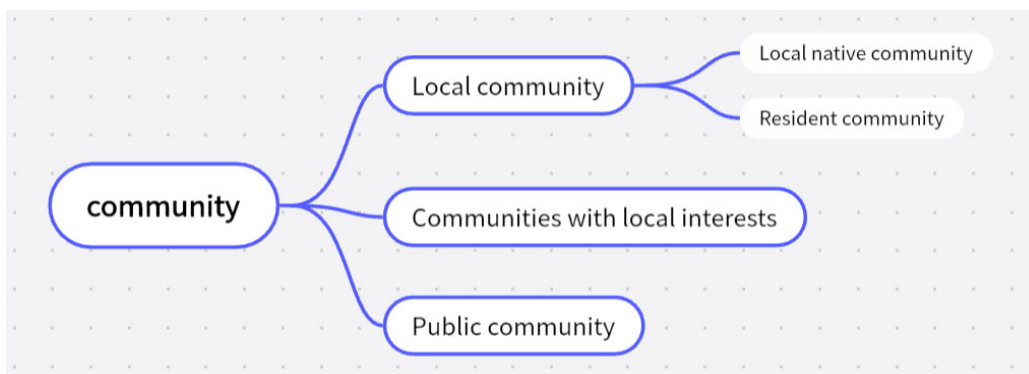 community
Local community
Local native community
Resident community
Communities with local interests
Public community